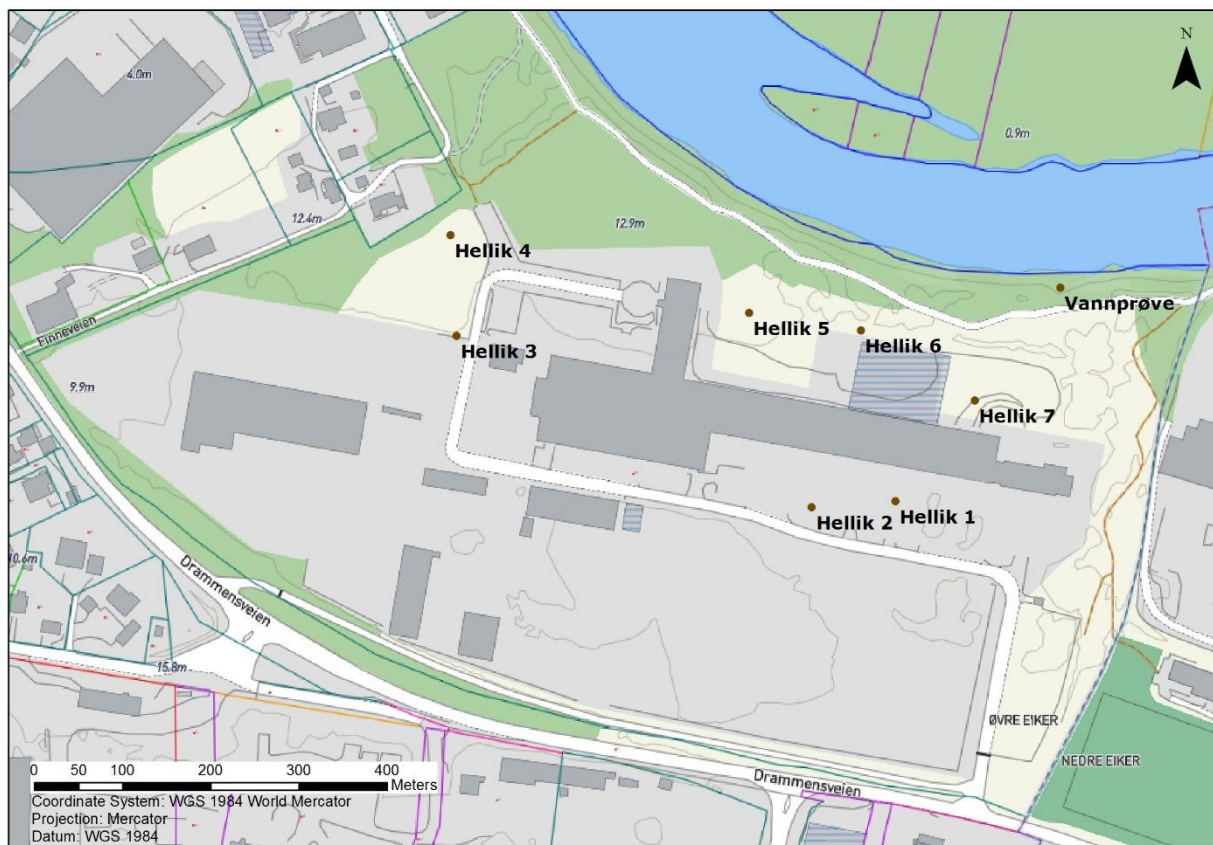 N
4.0m
0.9m
12.4m
12.9m
Hellik 4
Vannprøve
Hellik 5
Finneveien
Hellik 3
Hellik 6
9.9m
Hellik 7
Hellik 2
Hellik 1
10.6m
Drammensveien
15.8m
ØVRE EIKER
NEDRE EIKER
Drammensveien
0 50 100 200 300 400
Meters
Coordinate System: WGS 1984 World Mercator
Projection: Mercator
Datum: WGS 1984